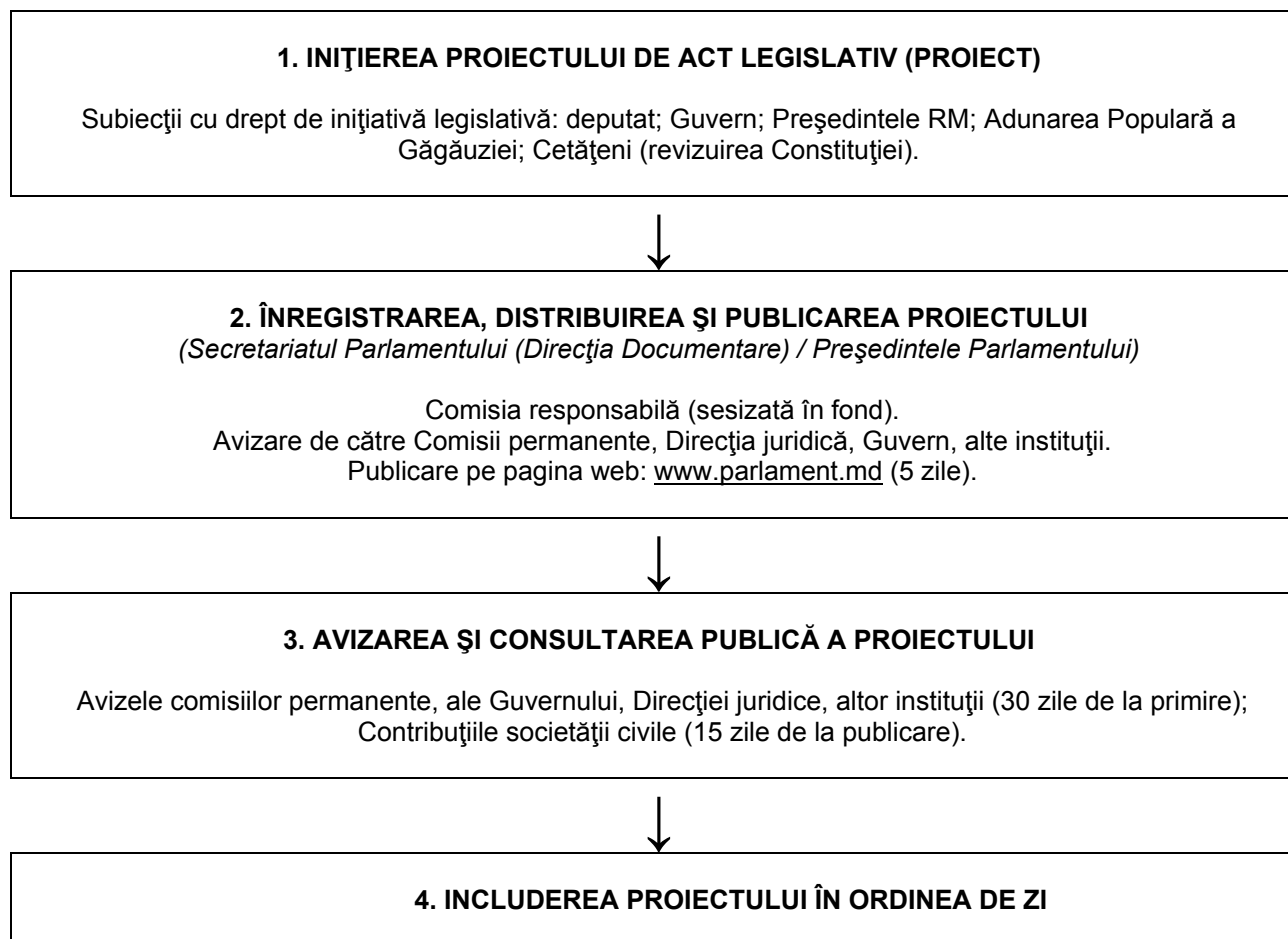 1. INIŢIEREA PROIECTULUI DE ACT LEGISLATIV (PROIECT)
Subiecţii cu drept de iniţiativă legislativă: deputat; Guvern; Preşedintele RM; Adunarea Populară a
Găgăuziei; Cetăţeni (revizuirea Constituţiei).
2. ÎNREGISTRAREA, DISTRIBUIREA ŞI PUBLICAREA PROIECTULUI
(Secretariatul Parlamentului (Direcţia Documentare) / Preşedintele Parlamentului)
Comisia responsabilă (sesizată în fond).
Avizare de către Comisii permanente, Direcţia juridică, Guvern, alte instituţii.
Publicare pe pagina web: www.parlament.md (5 zile).
3. AVIZAREA ŞI CONSULTAREA PUBLICĂ A PROIECTULUI
Avizele comisiilor permanente, ale Guvernului, Direcţiei juridice, altor instituţii (30 zile de la primire);
Contribuţiile societăţii civile (15 zile de la publicare).
4. INCLUDEREA PROIECTULUI ÎN ORDINEA DE ZI